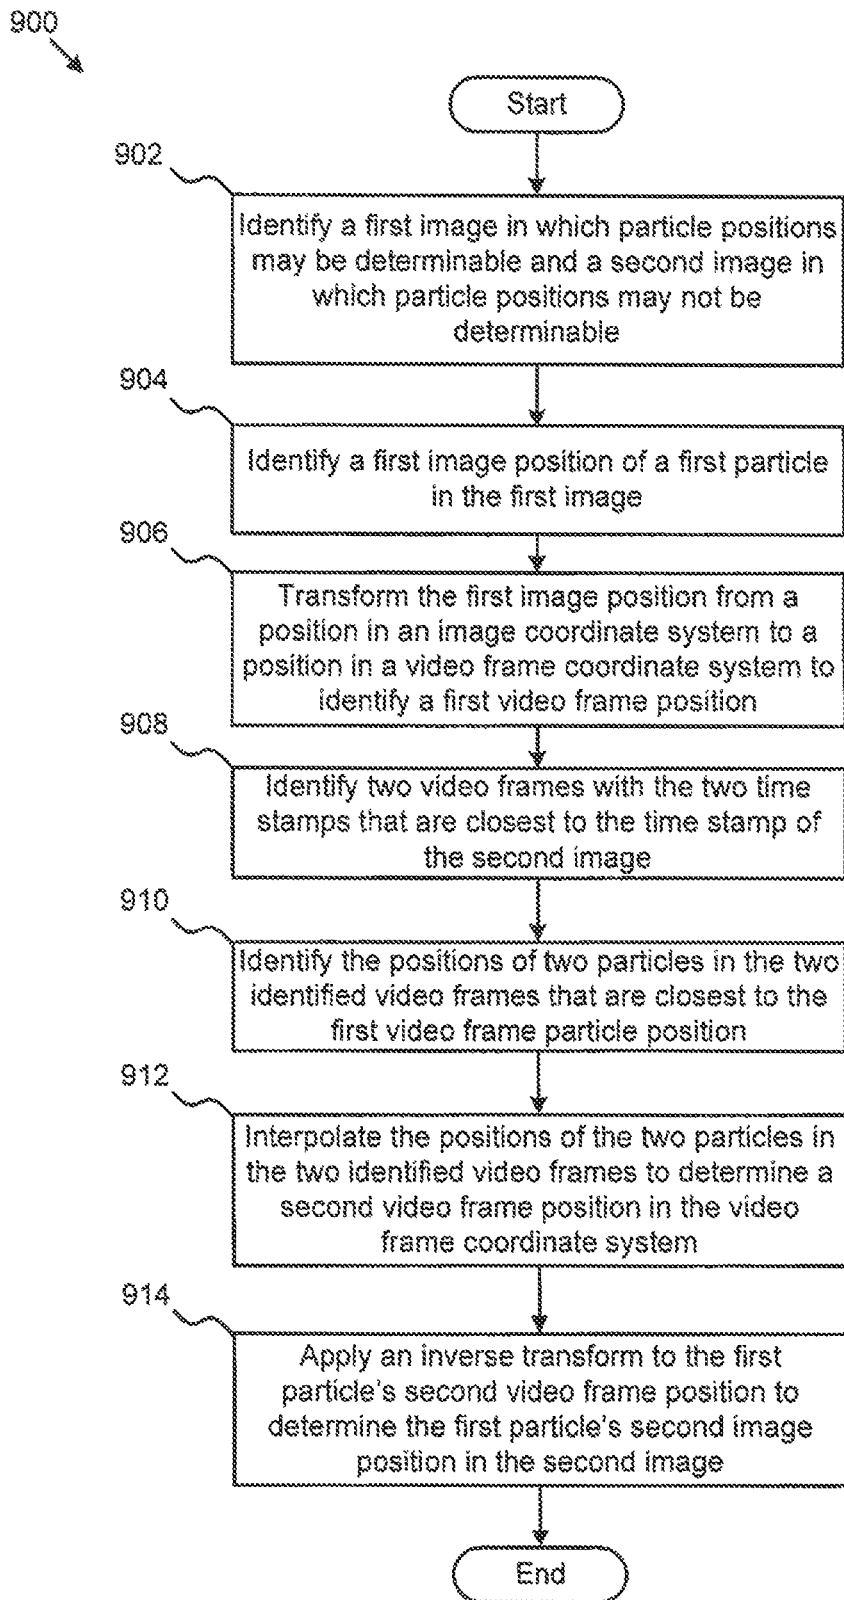 900
Start
902
Identify a first image in which particle positions
may be determinable and a second image in
which particle positions may not be
determinable
904
Identify a first image position of a first particle
in the first image
906
Transform the first image position from a
position in an image coordinate system to a
position in a video frame coordinate system to
identify a first video frame position
908
Identify two video frames with the two time
stamps that are closest to the time stamp of
the second image
910
Identify the positions of two particles in the two
identified video frames that are closest to the
first video frame particle position
912
Interpolate the positions of the two particles in
the two identified video frames to determine a
second video frame position in the video
frame coordinate system
914
Apply an inverse transform to the first
particle's second video frame position to
determine the first particle's second image
position in the second image
End